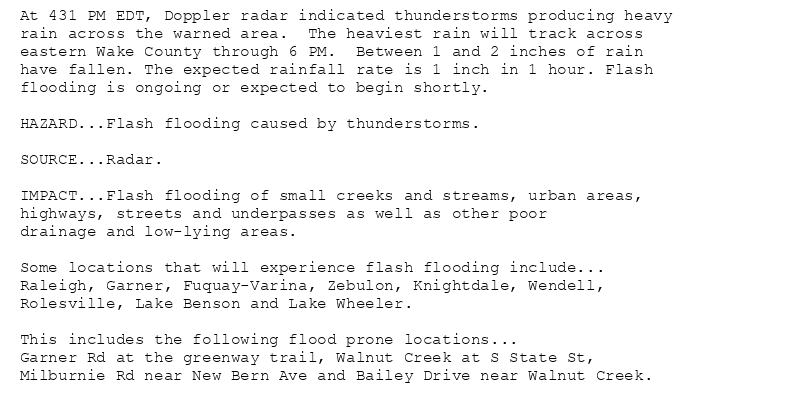 At 431 PM EDT, Doppler radar indicated thunderstorms producing heavy
rain across the warned area.  The heaviest rain will track across
eastern Wake County through 6 PM.  Between 1 and 2 inches of rain
have fallen. The expected rainfall rate is 1 inch in 1 hour. Flash
flooding is ongoing or expected to begin shortly.

HAZARD...Flash flooding caused by thunderstorms.

SOURCE...Radar.

IMPACT...Flash flooding of small creeks and streams, urban areas,
highways, streets and underpasses as well as other poor
drainage and low-lying areas.

Some locations that will experience flash flooding include...
Raleigh, Garner, Fuquay-Varina, Zebulon, Knightdale, Wendell,
Rolesville, Lake Benson and Lake Wheeler.

This includes the following flood prone locations...
Garner Rd at the greenway trail, Walnut Creek at S State St,
Milburnie Rd near New Bern Ave and Bailey Drive near Walnut Creek.